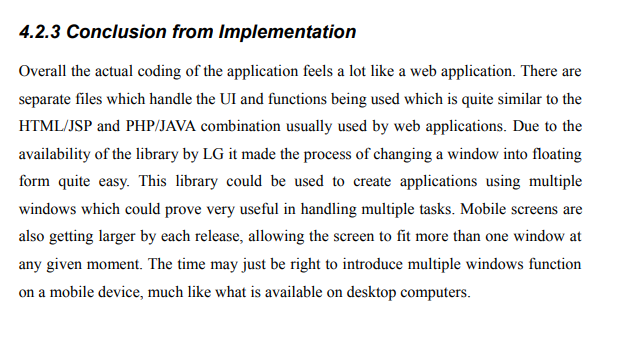 4.2.3 Conclusion from Implementation
Overall the actual coding of the application feels a lot like a web application. There are
separate files which handle the UI and functions being used which is quite similar to the
HTML/JSP and PHP/JAVA combination usually used by web applications. Due to the
availability of the library by LG it made the process of changing a window into floating
form quite easy. This library could be used to create applications using multiple
windows which could prove very useful in handling multiple tasks. Mobile screens are
also getting larger by each release, allowing the screen to fit more than one window at
any given moment. The time may just be right to introduce multiple windows function
on a mobile device, much like what is available on desktop computers.